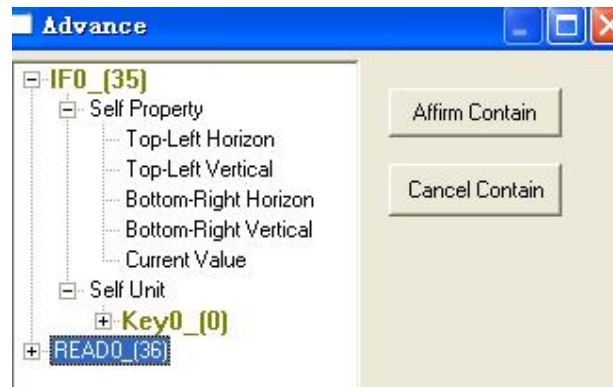 Advance
IF0_(35)
Self Property
Top-Left Horizon
Top-Left Vertical
Bottom-Right Horizon
Bottom-Right Vertical
Current Value
Self Unit
Key0_(0)
READ0_(36)
Affirm Contain
Cancel Contain